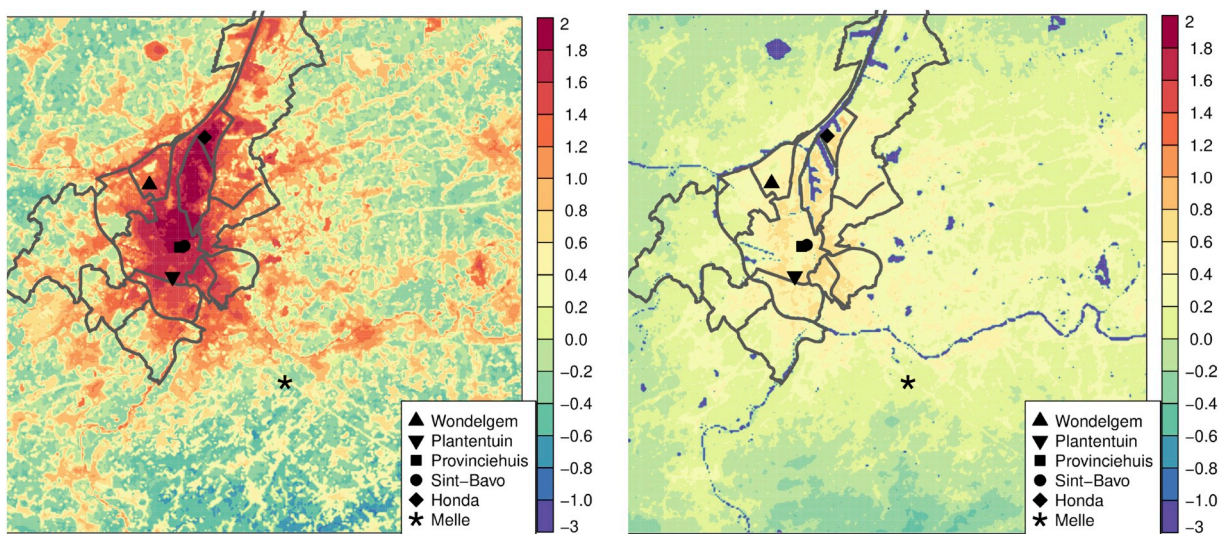 2
1.8
1.6
1.4
1.2
1.0
0.8
0.6
0.4
0.2
0.0
−0.2
−0.4
−0.6
−0.8
−1.0
−3
Wondelgem
Plantentuin
Provinciehuis
Sint−Bavo
Honda
Melle
2
1.8
1.6
1.4
1.2
1.0
0.8
0.6
0.4
0.2
0.0
−0.2
−0.4
−0.6
−0.8
−1.0
−3
Wondelgem
Plantentuin
Provinciehuis
Sint−Bavo
Honda
Melle